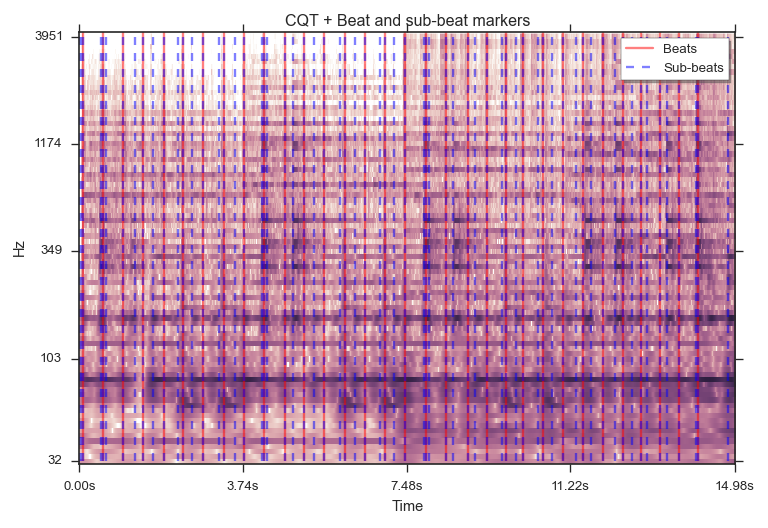 CQT + Beat and sub-beat markers
Beats
Sub-beats
3951
1174
349
103
32
Hz
0.00s 3.74s 7.48s 11.22s 14.98s
Time